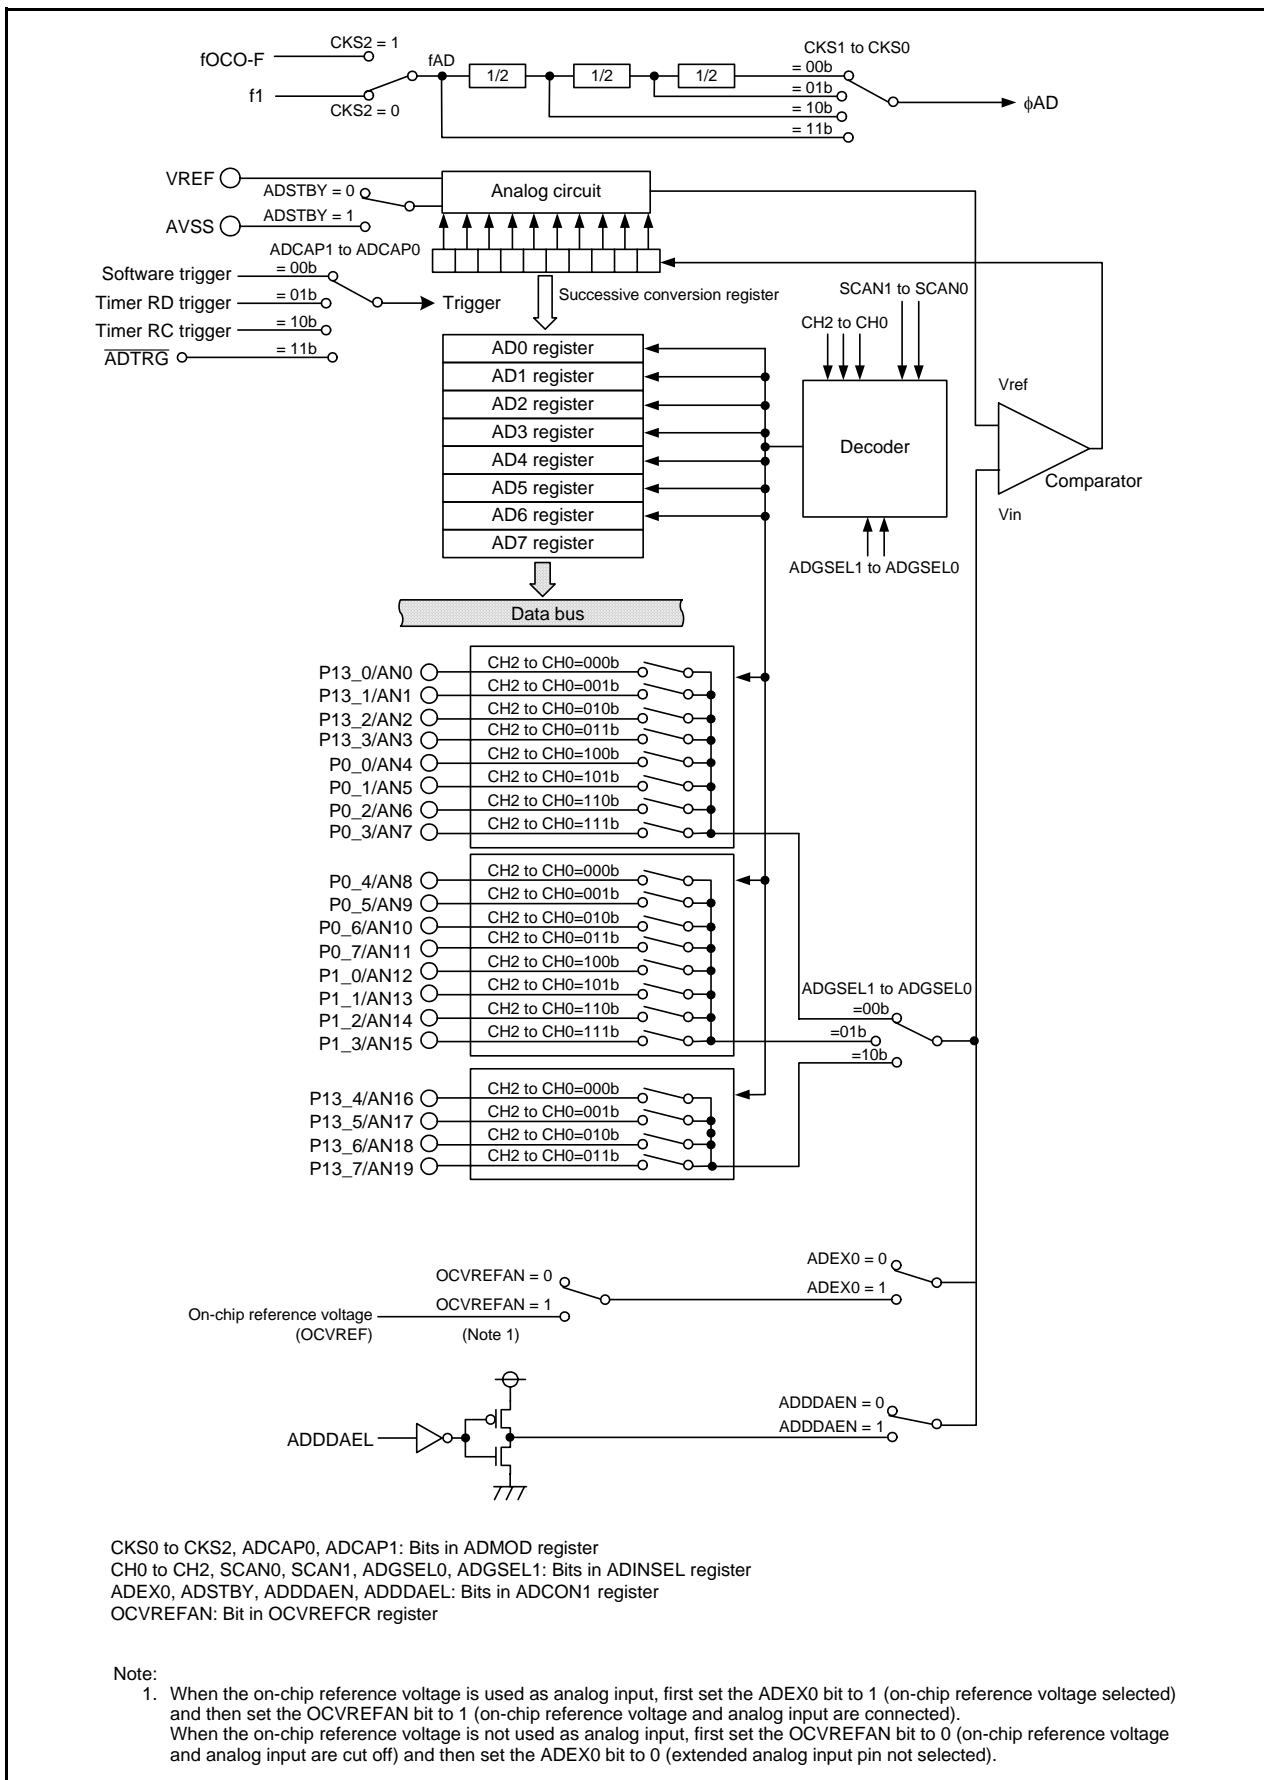 CKS2 = 1
CKS1 to CKS0
fOCO-F
fAD
1/2
1/2
1/2
= 00b
= 01b
= 10b
= 11b
f1
CKS2 = 0
ϕAD
VREF
ADSTBY = 0
Analog circuit
AVSS
ADSTBY = 1
ADCAP1 to ADCAP0
Software trigger
= 00b
Timer RD trigger
= 01b
Trigger
Timer RC trigger
= 10b
ADTRG
= 11b
Successive conversion register
SCAN1 to SCAN0
CH2 to CH0
AD0 register
AD1 register
AD2 register
AD3 register
AD4 register
AD5 register
AD6 register
AD7 register
Decoder
Vref
Comparator
Vin
ADGSEL1 to ADGSEL0
Data bus
P13_0/AN0 CH2 to CH0=000b
P13_1/AN1 CH2 to CH0=001b
P13_2/AN2 CH2 to CH0=010b
P13_3/AN3 CH2 to CH0=011b
P0_0/AN4 CH2 to CH0=100b
P0_1/AN5 CH2 to CH0=101b
P0_2/AN6 CH2 to CH0=110b
P0_3/AN7 CH2 to CH0=111b
P0_4/AN8 CH2 to CH0=000b
P0_5/AN9 CH2 to CH0=001b
P0_6/AN10 CH2 to CH0=010b
P0_7/AN11 CH2 to CH0=011b
P1_0/AN12 CH2 to CH0=100b
P1_1/AN13 CH2 to CH0=101b
P1_2/AN14 CH2 to CH0=110b
P1_3/AN15 CH2 to CH0=111b
ADGSEL1 to ADGSEL0
=00b
=01b
=10b
P13_4/AN16 CH2 to CH0=000b
P13_5/AN17 CH2 to CH0=001b
P13_6/AN18 CH2 to CH0=010b
P13_7/AN19 CH2 to CH0=011b
ADEX0 = 0
OCVREFAN = 0
ADEX0 = 1
OCVREFAN = 1
On-chip reference voltage
(OCVREF)
(Note 1)
ADDDAEN = 0
ADDDAEN = 1
ADDDAEL
CKS0 to CKS2, ADCAP0, ADCAP1: Bits in ADMOD register
CH0 to CH2, SCAN0, SCAN1, ADGSEL0, ADGSEL1: Bits in ADINSEL register
ADEX0, ADSTBY, ADDDAEN, ADDDAEL: Bits in ADCON1 register
OCVREFAN: Bit in OCVREFCR register
Note:
1. When the on-chip reference voltage is used as analog input, first set the ADEX0 bit to 1 (on-chip reference voltage selected)
and then set the OCVREFAN bit to 1 (on-chip reference voltage and analog input are connected).
When the on-chip reference voltage is not used as analog input, first set the OCVREFAN bit to 0 (on-chip reference voltage
and analog input are cut off) and then set the ADEX0 bit to 0 (extended analog input pin not selected).